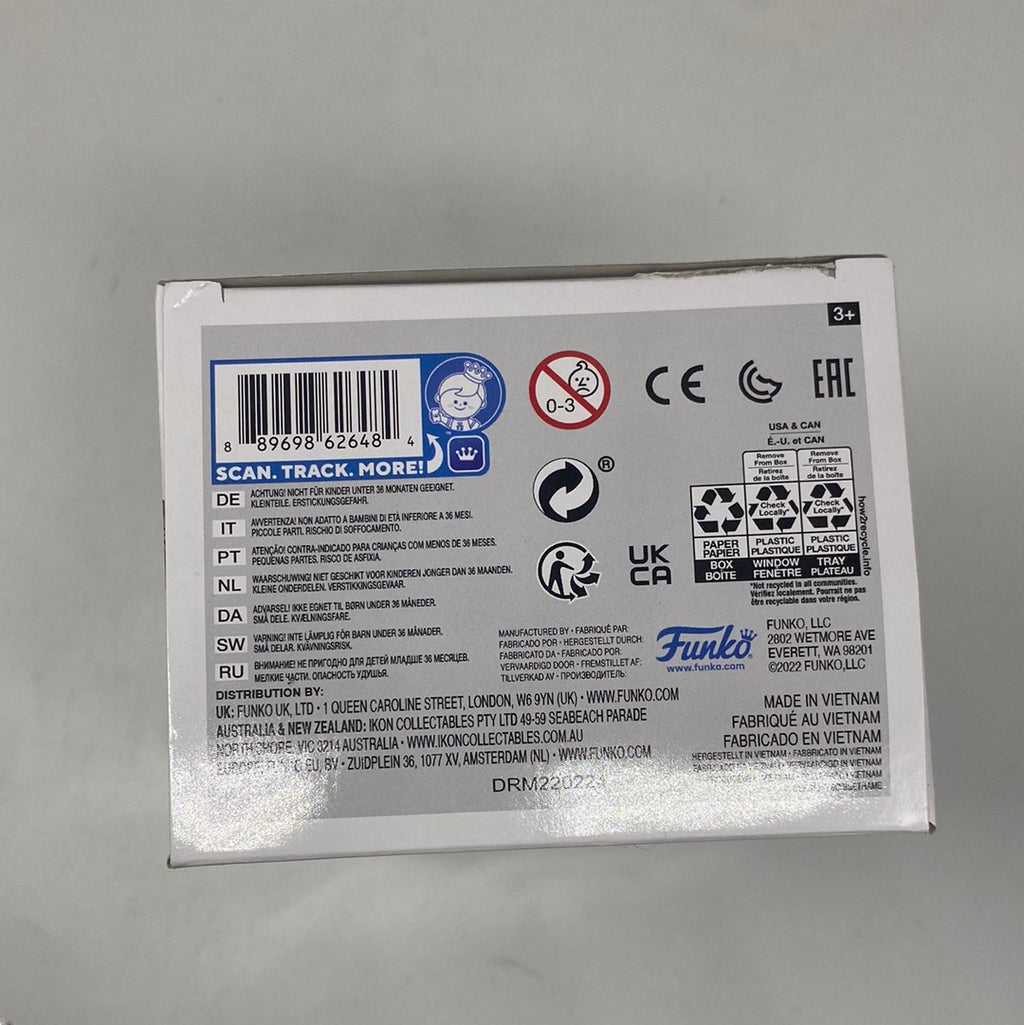 3+
8 89698 62648 4
SCAN. TRACK. MORE!
0-3
CE
EAC
®
USA & CAN
É.-U. et CAN
Remove From Box
Retirez de la boîte
Remove From Box
Retirez de la boîte
Check Locally*
Check Locally*
PAPER
PAPIER
BOX
BOÎTE
PLASTIC
PLASTIQUE
WINDOW
FENÊTRE
PLASTIC
PLASTIQUE
TRAY
PLATEAU
how2recycle.info
*Not recycled in all communities.
Vérifiez localement. Pourrait ne pas
être recyclable dans votre région.
UK
CA
DE ACHTUNG! NICHT FÜR KINDER UNTER 36 MONATEN GEEIGNET.
KLEINTEILE. ERSTICKUNGSGEFAHR.
IT AVVERTENZA! NON ADATTO A BAMBINI DI ETÀ INFERIORE A 36 MESI.
PICCOLE PARTI. RISCHIO DI SOFFOCAMENTO.
PT ATENÇÃO! CONTRA-INDICADO PARA CRIANÇAS COM MENOS DE 36 MESES.
PEQUENAS PARTES. RISCO DE ASFIXIA.
NL WAARSCHUWING! NIET GESCHIKT VOOR KINDEREN JONGER DAN 36 MAANDEN.
KLEINE ONDERDELEN. VERSTIKKINGSGEVAAR.
DA ADVARSEL! IKKE EGNET TIL BØRN UNDER 36 MÅNEDER.
SMÅ DELE. KVÆLNINGSFARE.
SW VARNING! INTE LÄMPLIG FÖR BARN UNDER 36 MÅNADER.
SMÅ DELAR. KVÄVNINGSRISK.
RU ВНИМАНИЕ! НЕ ПРИГОДНО ДЛЯ ДЕТЕЙ МЛАДШЕ 36 МЕСЯЦЕВ.
МЕЛКИЕ ЧАСТИ. ОПАСНОСТЬ УДУШЬЯ.
MANUFACTURED BY • FABRIQUÉ PAR:
FABRICADO POR • HERGESTELLT DURCH:
FABBRICATO DA • FABRICADO POR:
VERVAARDIGD DOOR • FREMSTILLET AF:
TILLVERKAD AV • ПРОИЗВОДИТЕЛЬ:
Funko
www.funko.com
FUNKO, LLC
2802 WETMORE AVE
EVERETT, WA 98201
©2022 FUNKO,LLC
DISTRIBUTION BY:
UK: FUNKO UK, LTD • 1 QUEEN CAROLINE STREET, LONDON, W6 9YN (UK) • WWW.FUNKO.COM
AUSTRALIA & NEW ZEALAND: IKON COLLECTABLES PTY LTD 49-59 SEABEACH PARADE
NORTH SHORE, VIC 3214 AUSTRALIA • WWW.IKONCOLLECTABLES.COM.AU
EUROPE: FUNKO EU, BV • ZUIDPLEIN 36, 1077 XV, AMSTERDAM (NL) • WWW.FUNKO.COM
MADE IN VIETNAM
FABRIQUÉ AU VIETNAM
FABRICADO EN VIETNAM
HERGESTELLT IN VIETNAM • FABBRICATO IN VIETNAM
DRM220224